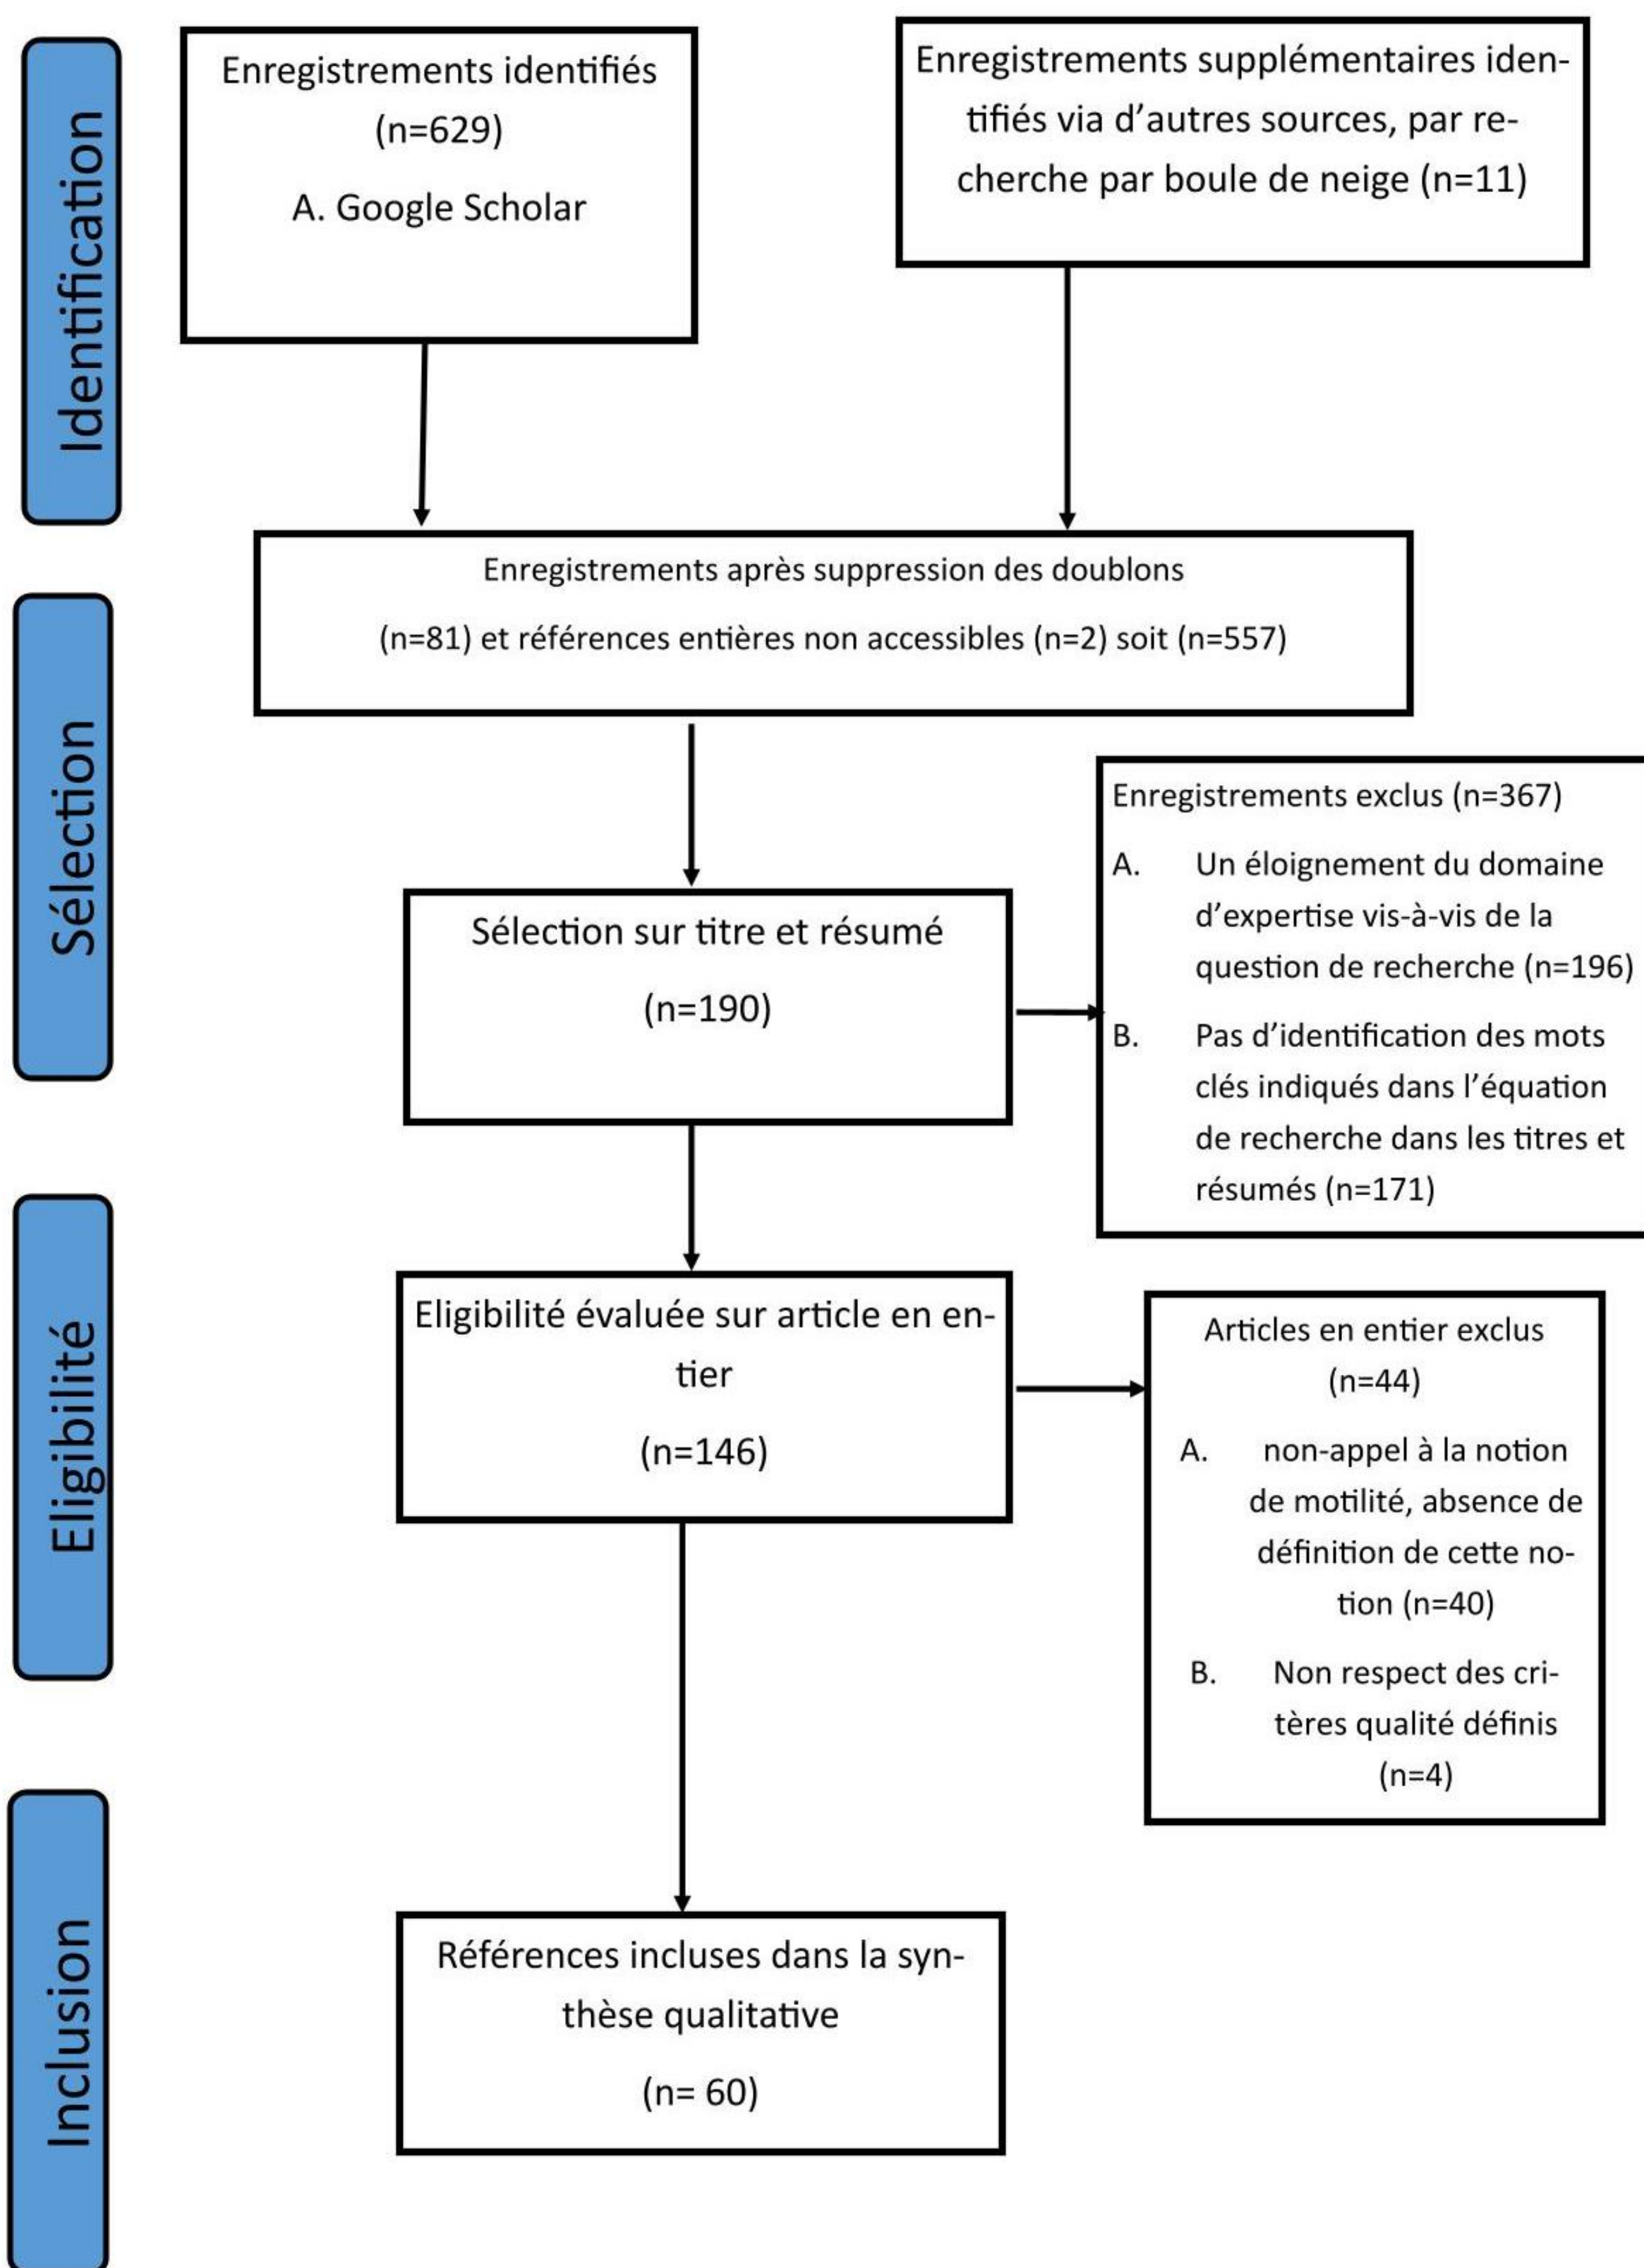 Identification
Enregistrements identifiés
(n=629)
A. Google Scholar
Enregistrements supplémentaires iden-
tifiés via d’autres sources, par re-
cherche par boule de neige (n=11)
Enregistrements après suppression des doublons
(n=81) et références entières non accessibles (n=2) soit (n=557)
Sélection
Sélection sur titre et résumé
(n=190)
Enregistrements exclus (n=367)
A. Un éloignement du domaine
d’expertise vis-à-vis de la
question de recherche (n=196)
B. Pas d’identification des mots
clés indiqués dans l’équation
de recherche dans les titres et
résumés (n=171)
Eligibilité
Eligibilité évaluée sur article en en-
tier
(n=146)
Articles en entier exclus
(n=44)
A. non-appel à la notion
de motilité, absence de
définition de cette no-
tion (n=40)
B. Non respect des cri-
tères qualité définis
(n=4)
Inclusion
Références incluses dans la syn-
thèse qualitative
(n= 60)